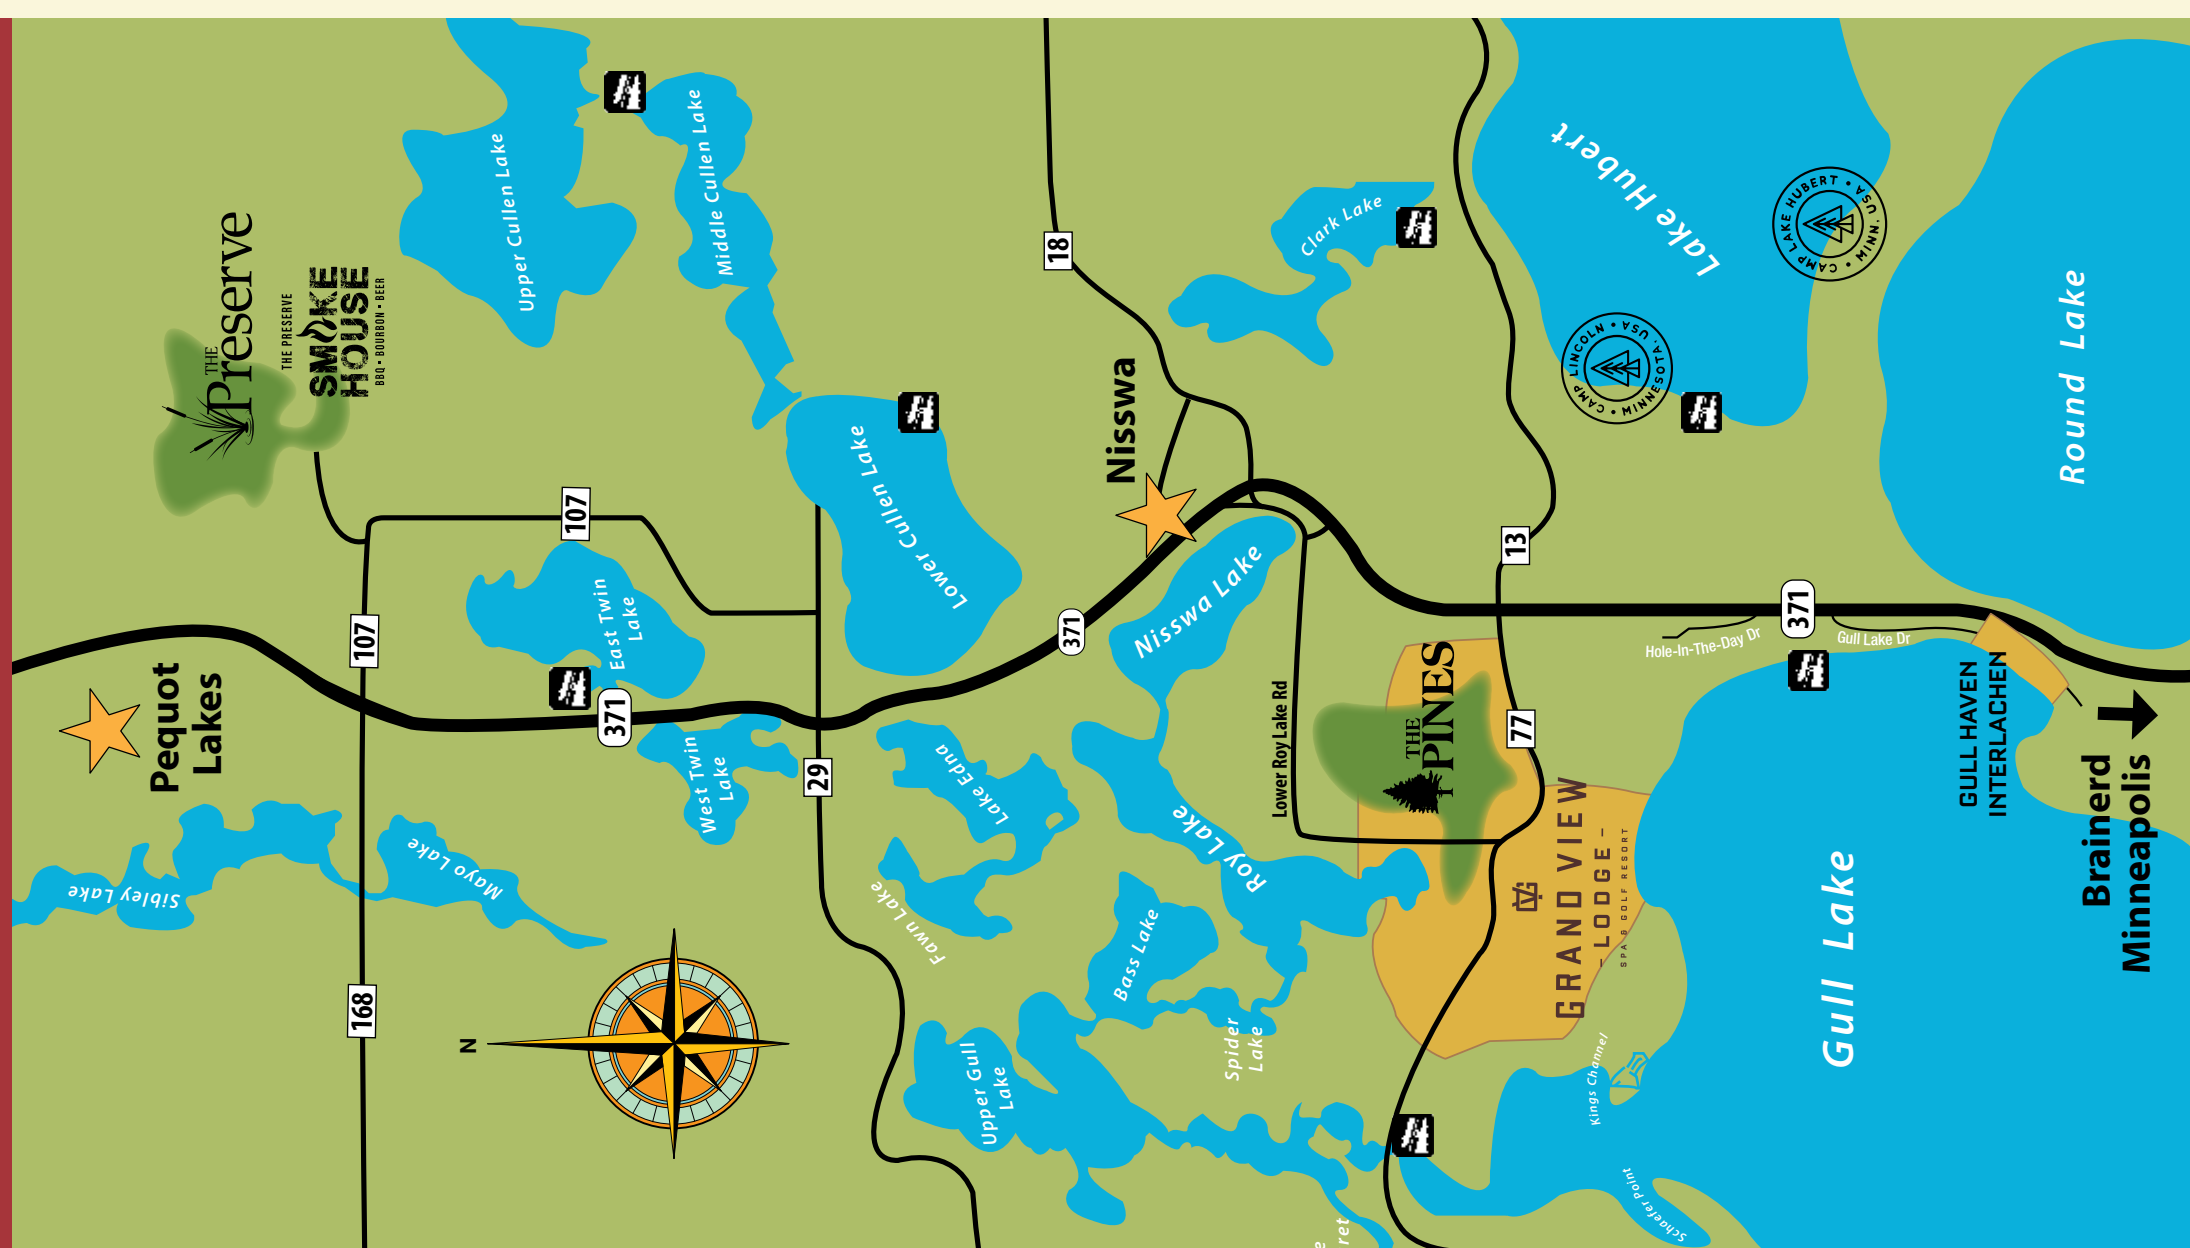 Pequot
Lakes
Sibley Lake
Mayo Lake
168
107
107
THE
Preserve
THE PRESERVE
SMOKE
HOUSE
BBQ • BOURBON • BEER
N
Upper Cullen Lake
Middle Cullen Lake
Lower Cullen Lake
East Twin
Lake
West Twin
Lake
371
29
Lake Edna
Fawn Lake
Upper Gull
Lake
371
18
Nisswa
Nisswa Lake
Clark Lake
Roy Lake
Bass Lake
Spider
Lake
Lower Roy Lake Rd
THE
PINES
13
77
GRAND VIEW
– LODGE –
SPA & GOLF RESORT
Lake Hubert
CAMP LINCOLN • MINNESOTA, USA •
CAMP LAKE HUBERT • MINN. USA •
Round Lake
371
Hole-In-The-Day Dr
Gull Lake Dr
GULL HAVEN
INTERLACHEN
Kings Channel
Schaefer Point
Gull Lake
Brainerd
Minneapolis
ret